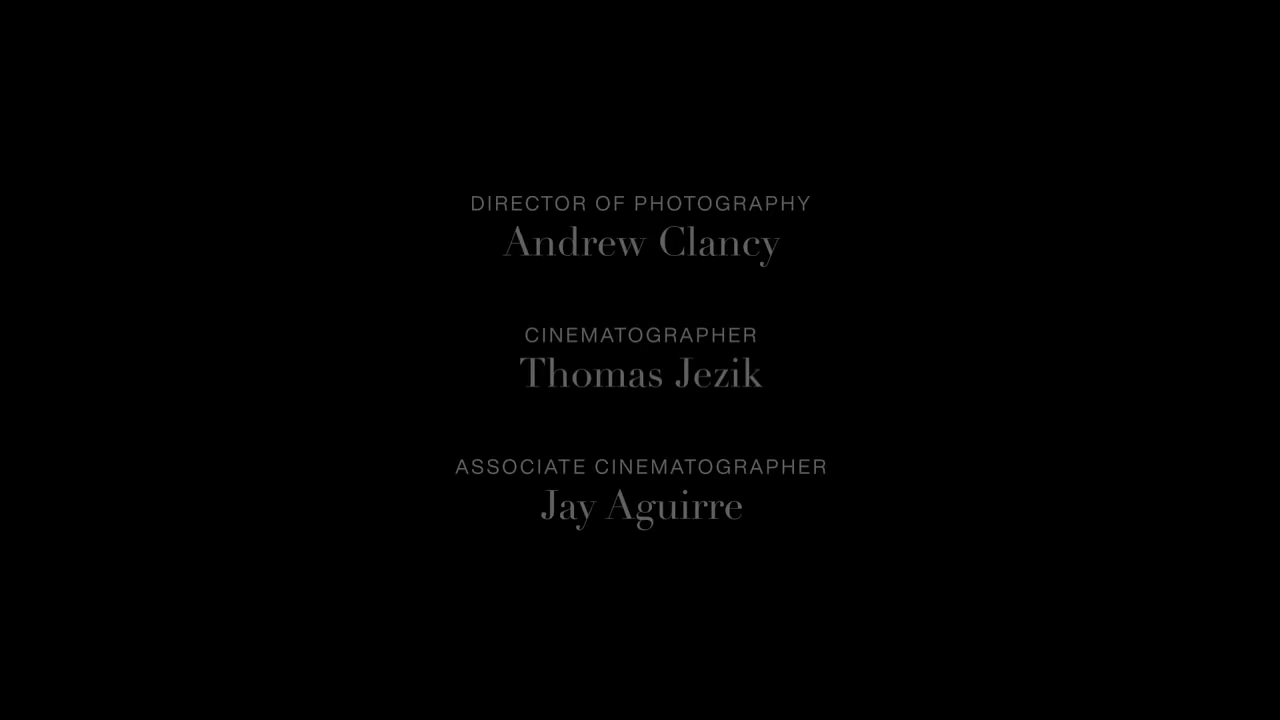 DIRECTOR OF PHOTOGRAPHY
Andrew Clancy
CINEMATOGRAPHER
Thomas Jezik
ASSOCIATE CINEMATOGRAPHER
Jay Aguirre